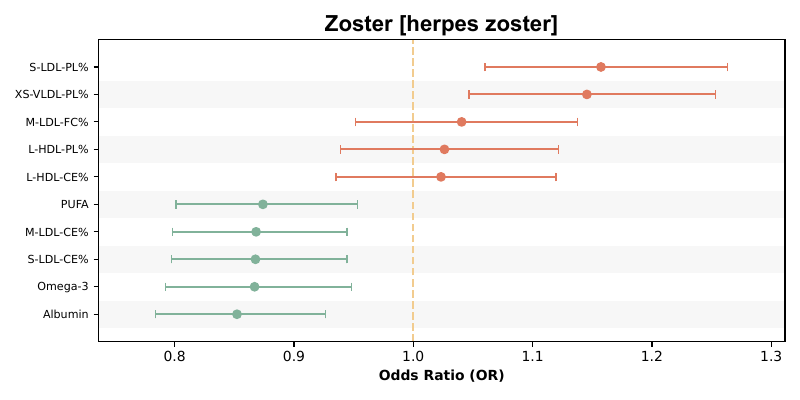 Zoster [herpes zoster]
S-LDL-PL%
XS-VLDL-PL%
M-LDL-FC%
L-HDL-PL%
L-HDL-CE%
PUFA
M-LDL-CE%
S-LDL-CE%
Omega-3
Albumin
0.8 0.9 1.0 1.1 1.2 1.3
Odds Ratio (OR)